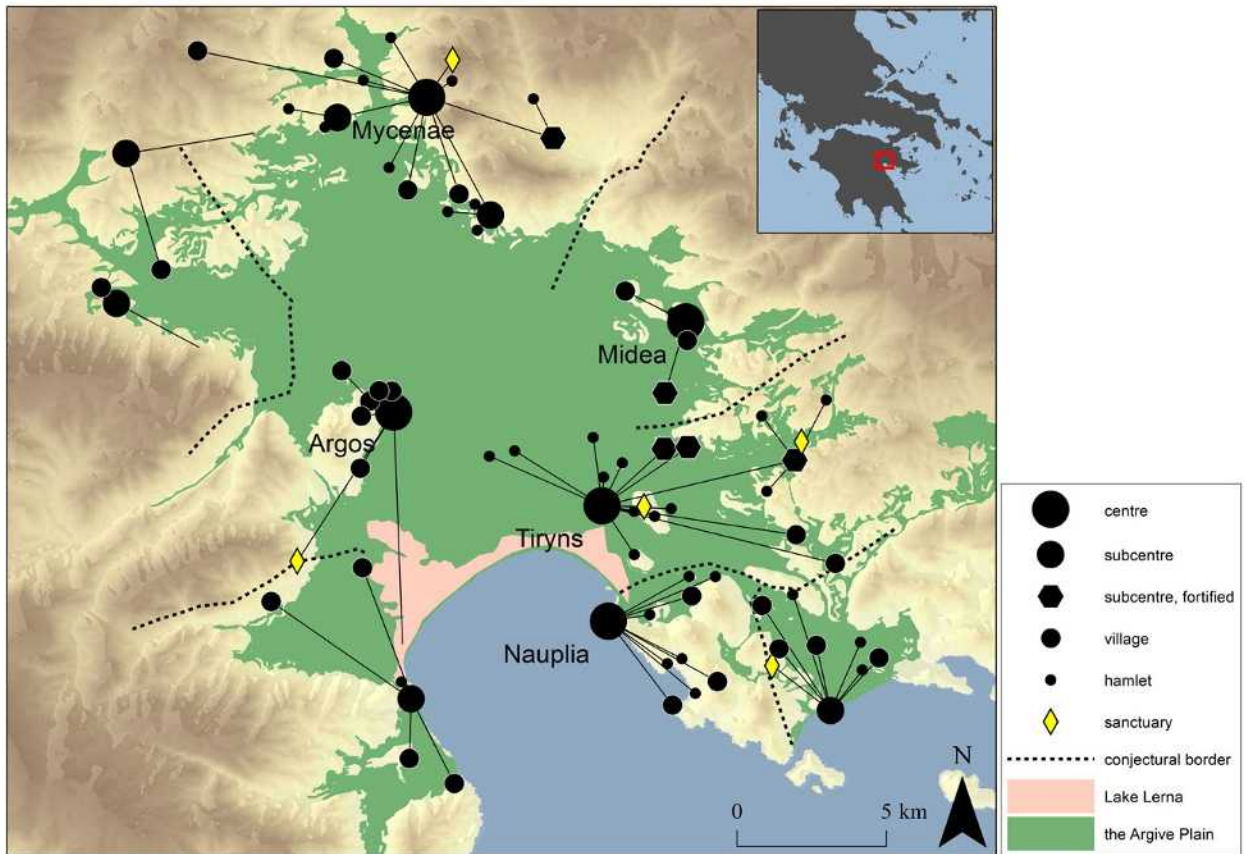 Mycenae
Midea
Argos
Tiryns
Nauplia
N
0 5 km
centre
subcentre
subcentre, fortified
village
hamlet
sanctuary
conjectural border
Lake Lerna
the Argive Plain